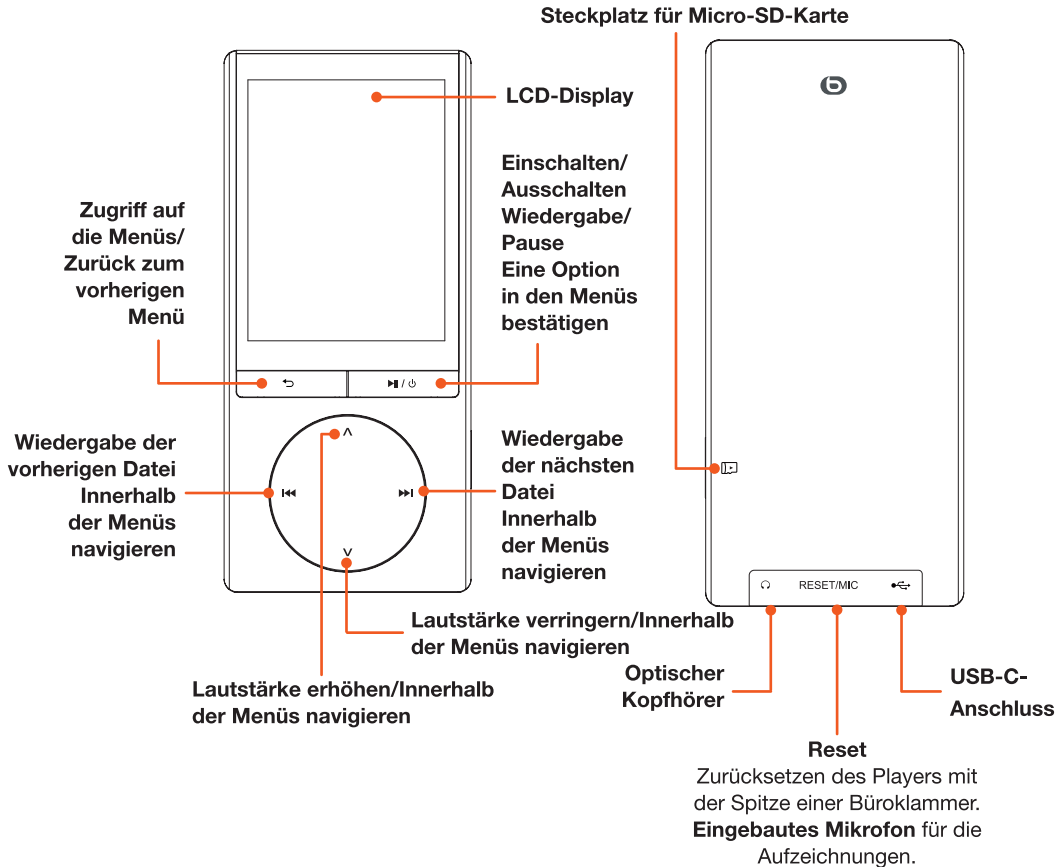 Steckplatz für Micro-SD-Karte
LCD-Display
Einschalten/
Ausschalten
Wiedergabe/
Pause
Eine Option
in den Menüs
bestätigen
Zugriff auf
die Menüs/
Zurück zum
vorherigen
Menü
Wiedergabe der
vorherigen Datei
Innerhalb
der Menüs
navigieren
Wiedergabe
der nächsten
Datei
Innerhalb
der Menüs
navigieren
RESET/MIC
Lautstärke verringern/Innerhalb
der Menüs navigieren
Lautstärke erhöhen/Innerhalb
der Menüs navigieren
Optischer
Kopfhörer
USB-C-
Anschluss
Reset
Zurücksetzen des Players mit
der Spitze einer Büroklammer.
Eingebautes Mikrofon für die
Aufzeichnungen.